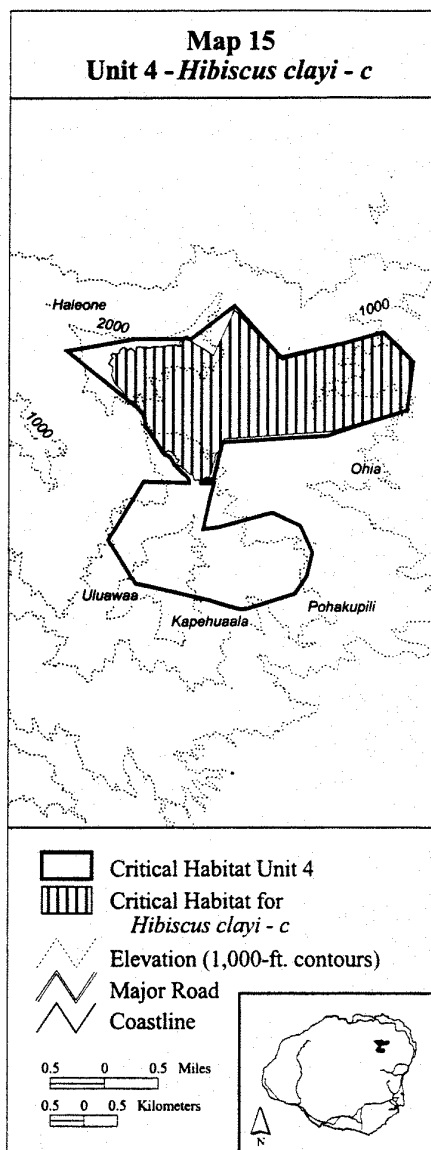 Map 15
Unit 4 - Hibiscus clayi - c
Haleone
2000
1000
1000
Ohia
Uluawaa
Kapehuaala
Pohakupili
Critical Habitat Unit 4
Critical Habitat for
Hibiscus clayi - c
Elevation (1,000-ft. contours)
Major Road
Coastline
0.5 0 0.5 Miles
0.5 0 0.5 Kilometers
N